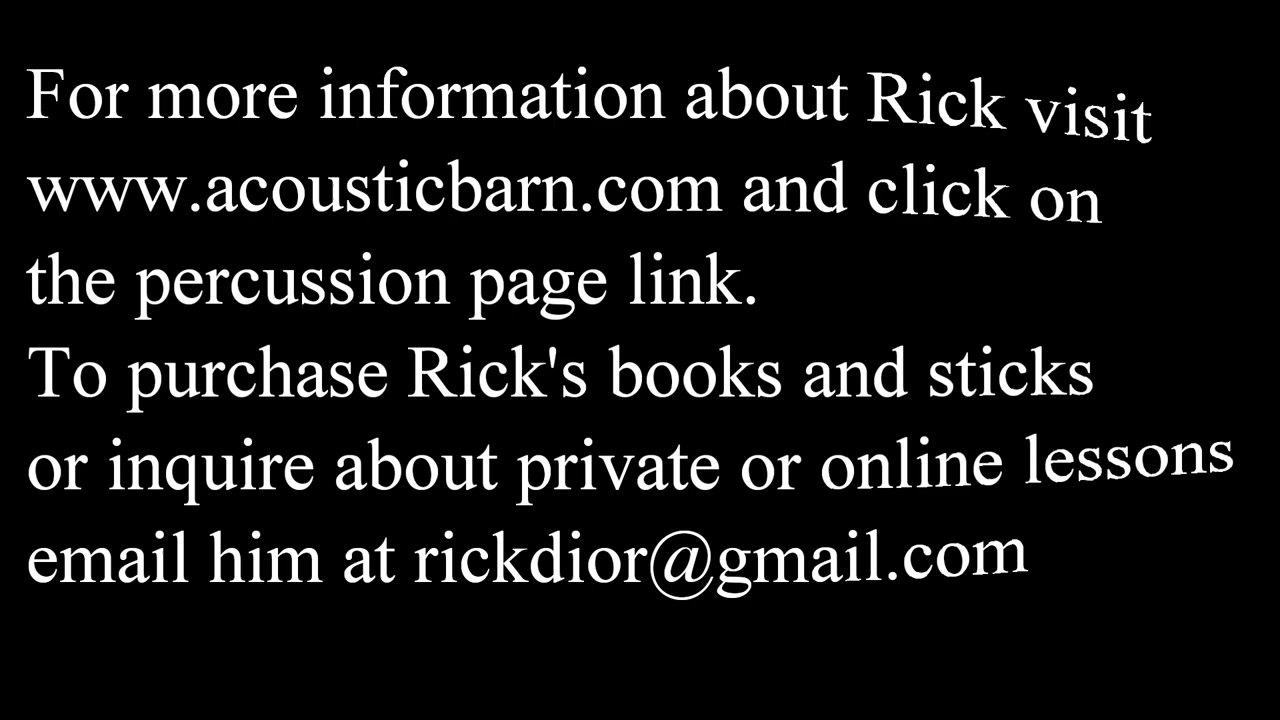 For more information about Rick visit
www.acousticbarn.com and click on
the percussion page link.
To purchase Rick's books and sticks
or inquire about private or online lessons
email him at rickdior@gmail.com